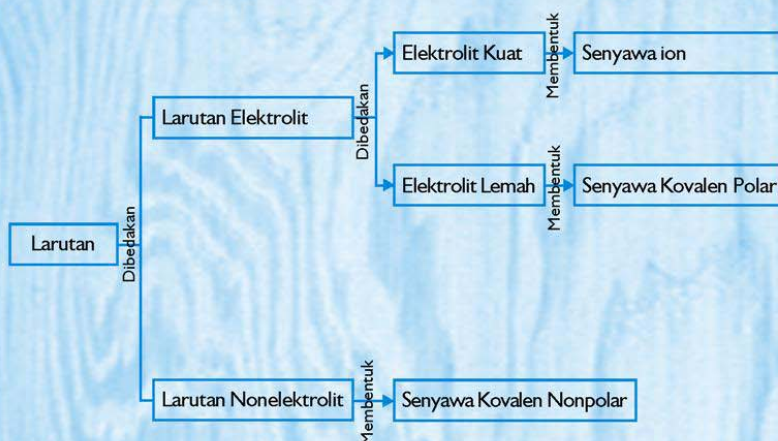 Larutan
Dibedakan
Larutan Elektrolit
Dibedakan
Elektrolit Kuat
Membentuk
Senyawa ion
Elektrolit Lemah
Membentuk
Senyawa Kovalen Polar
Larutan Nonelektrolit
Membentuk
Senyawa Kovalen Nonpolar